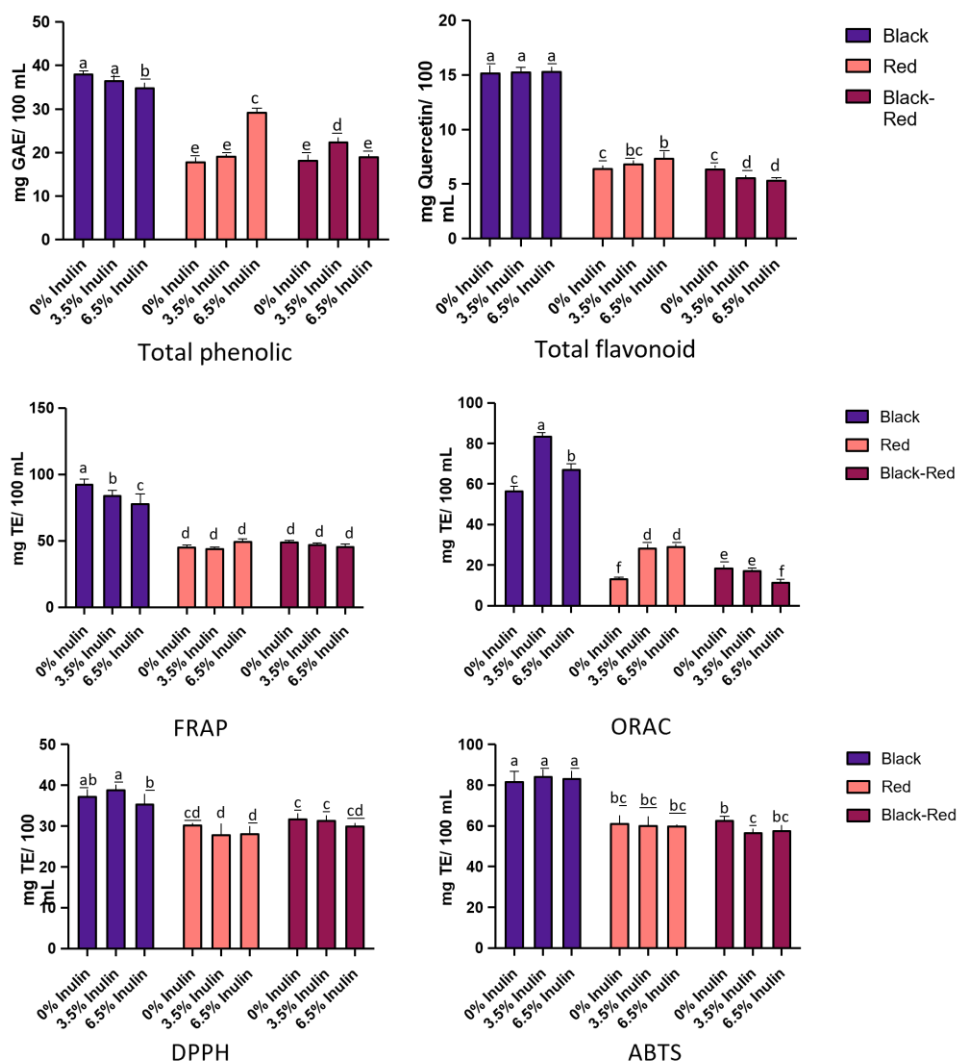 50
40
30
20
10
0
mg GAE/ 100 mL
a
a
b
e
e
c
e
d
e
0% Inulin
3.5% Inulin
6.5% Inulin
0% Inulin
3.5% Inulin
6.5% Inulin
0% Inulin
3.5% Inulin
6.5% Inulin
Total phenolic
20
15
10
5
0
mg Quercetin/ 100
mL
a
a
a
c
bc
b
c
d
d
0% Inulin
3.5% Inulin
6.5% Inulin
0% Inulin
3.5% Inulin
6.5% Inulin
0% Inulin
3.5% Inulin
6.5% Inulin
Total flavonoid
Black
Red
Black-
Red
150
100
50
0
mg TE/ 100 mL
a
b
c
d
d
d
d
d
d
0% Inulin
3.5% Inulin
6.5% Inulin
0% Inulin
3.5% Inulin
6.5% Inulin
0% Inulin
3.5% Inulin
6.5% Inulin
FRAP
100
80
60
40
20
0
mg TE/ 100 mL
c
a
b
f
d
d
e
e
f
0% Inulin
3.5% Inulin
6.5% Inulin
0% Inulin
3.5% Inulin
6.5% Inulin
0% Inulin
3.5% Inulin
6.5% Inulin
ORAC
Black
Red
Black-Red
50
40
30
20
10
0
mg TE/ 100
mL
ab
a
b
cd
d
d
c
c
cd
0% Inulin
3.5% Inulin
6.5% Inulin
0% Inulin
3.5% Inulin
6.5% Inulin
0% Inulin
3.5% Inulin
6.5% Inulin
DPPH
100
80
60
40
20
0
mg TE/ 100 mL
a
a
a
bc
bc
bc
b
c
bc
0% Inulin
3.5% Inulin
6.5% Inulin
0% Inulin
3.5% Inulin
6.5% Inulin
0% Inulin
3.5% Inulin
6.5% Inulin
ABTS
Black
Red
Black-Red